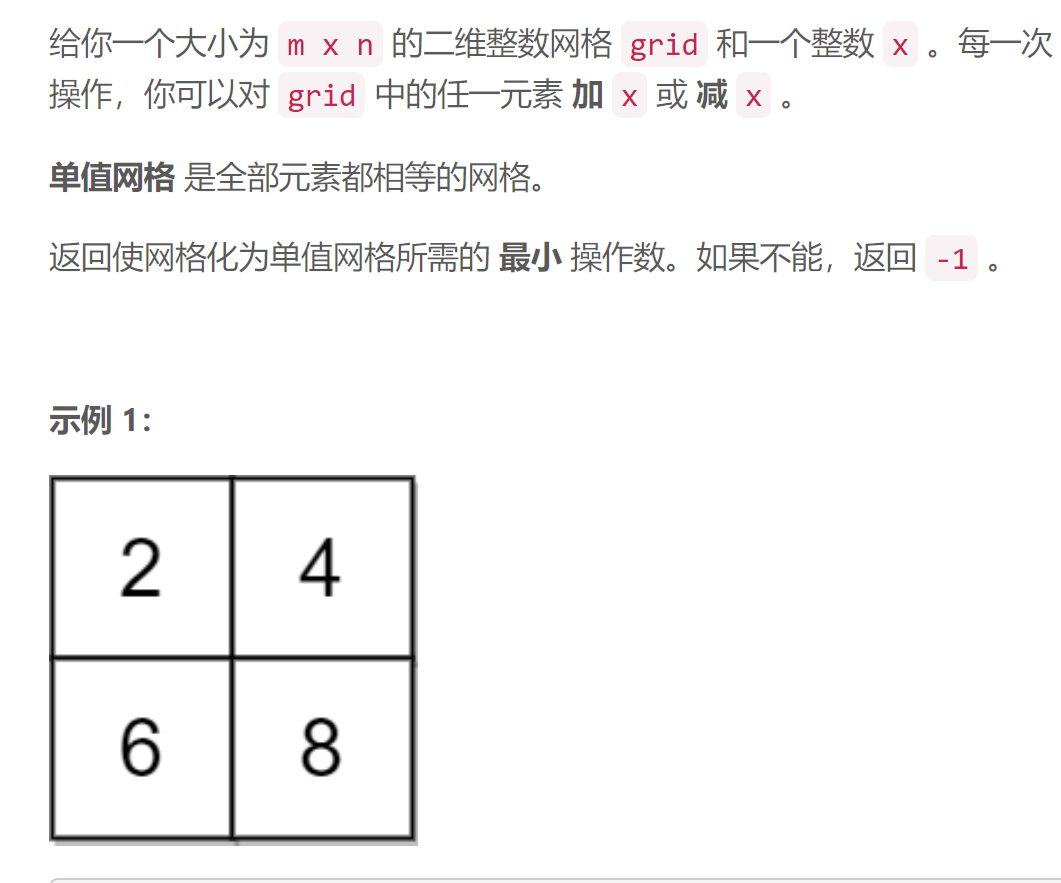 给你一个大小为 m x n 的二维整数网格 grid 和一个整数 x 。每一次
操作，你可以对 grid 中的任一元素 加 x 或 减 x 。
单值网格 是全部元素都相等的网格。
返回使网格化为单值网格所需的 最小 操作数。如果不能，返回 -1 。
示例 1：
2 4
6 8